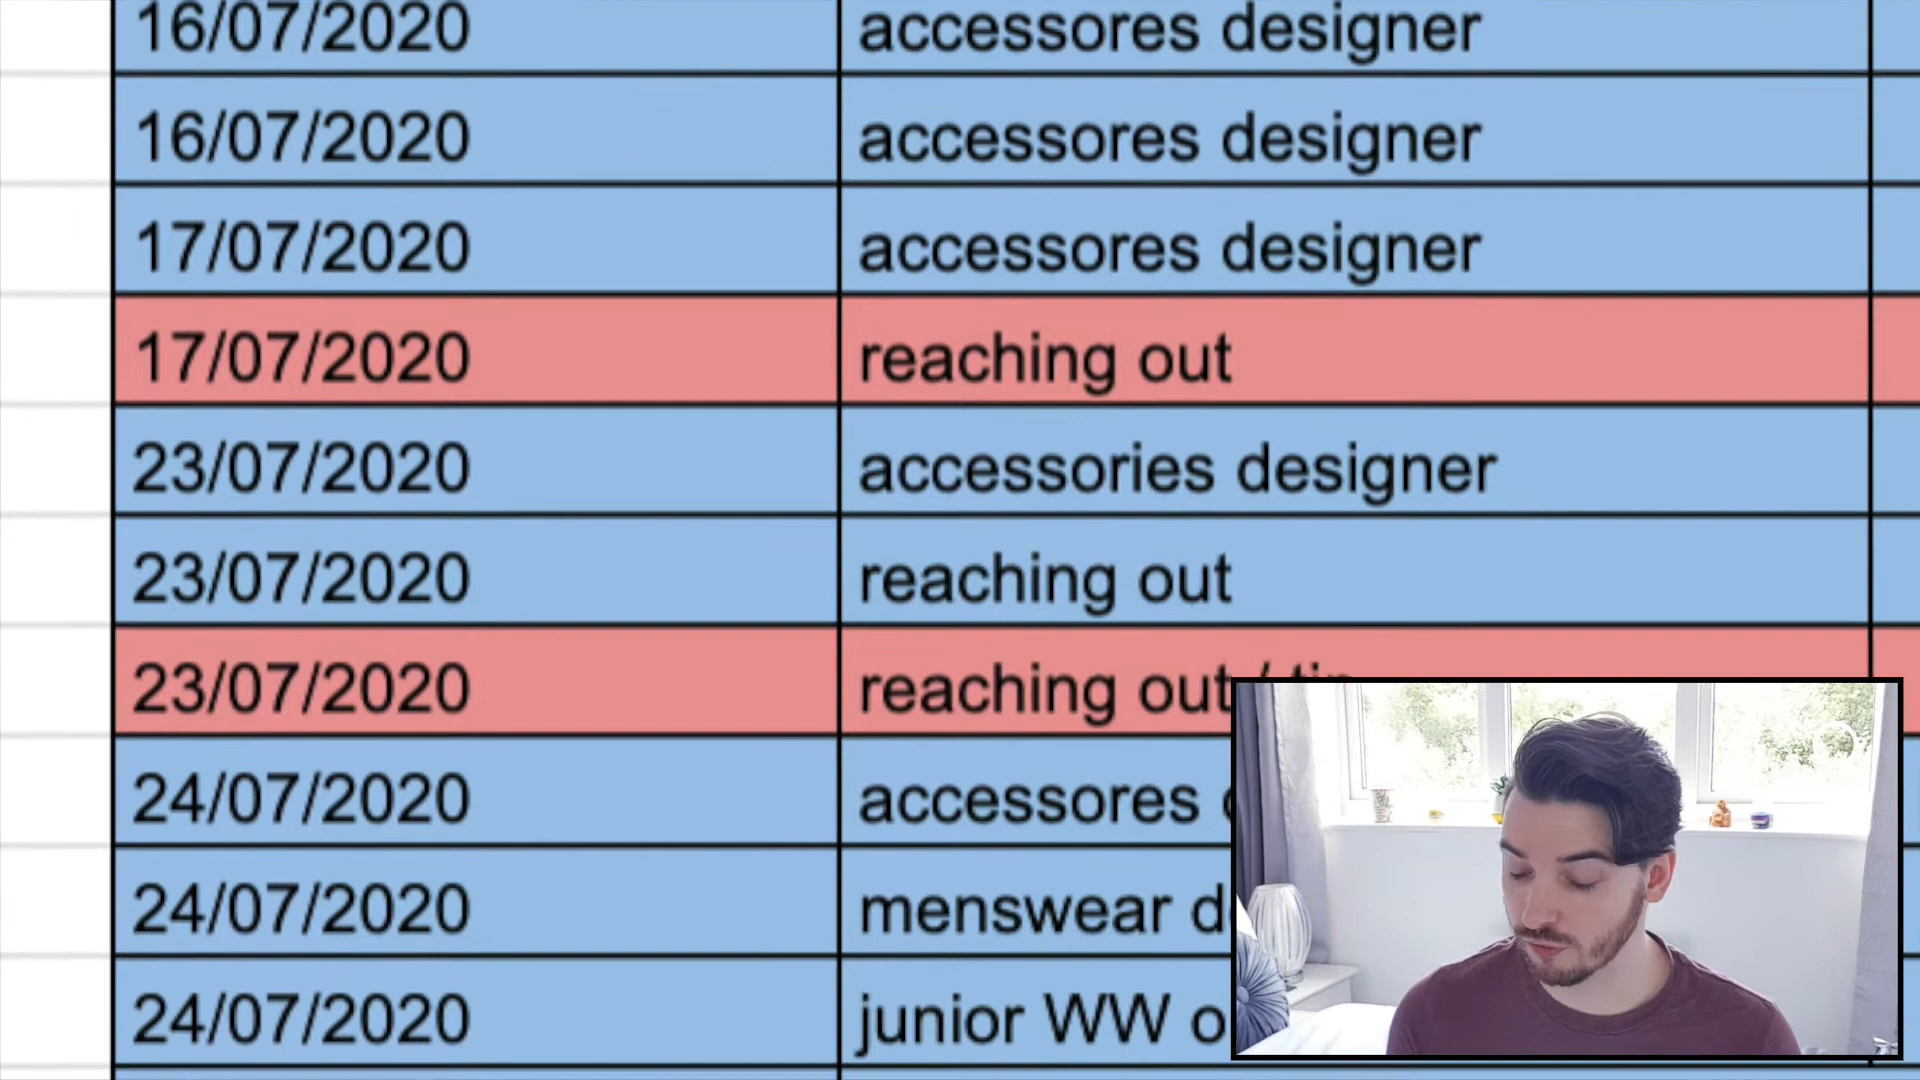 16/07/2020 accessores designer
16/07/2020 accessores designer
17/07/2020 accessores designer
17/07/2020 reaching out
23/07/2020 accessories designer
23/07/2020 reaching out
23/07/2020 reaching out /
24/07/2020 accessores
24/07/2020 menswear
24/07/2020 junior WW